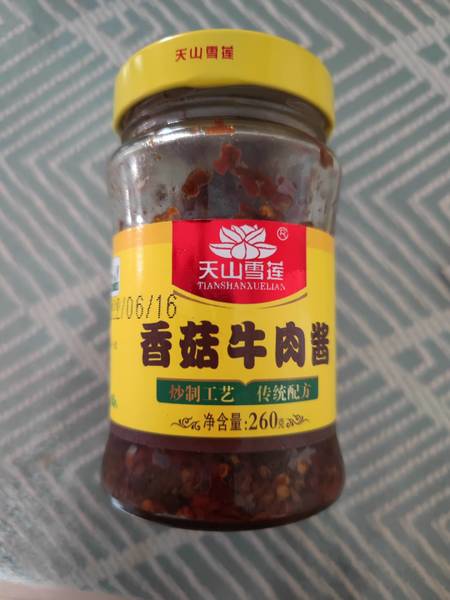 天山雪莲
®
天山雪莲
TIANSHANXUELIAN
/06/16
香菇牛肉酱
炒制工艺 传统配方
净含量:260克